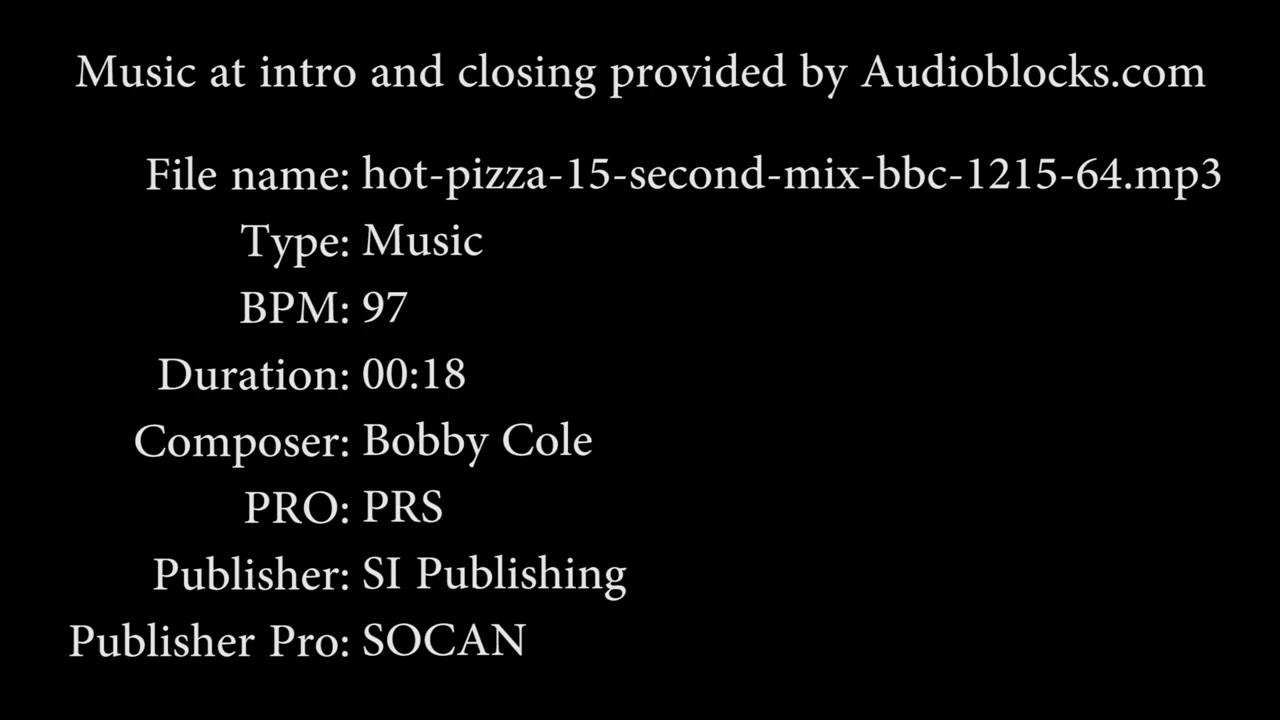 Music at intro and closing provided by Audioblocks.com
File name: hot-pizza-15-second-mix-bbc-1215-64.mp3
Type: Music
BPM: 97
Duration: 00:18
Composer: Bobby Cole
PRO: PRS
Publisher: SI Publishing
Publisher Pro: SOCAN